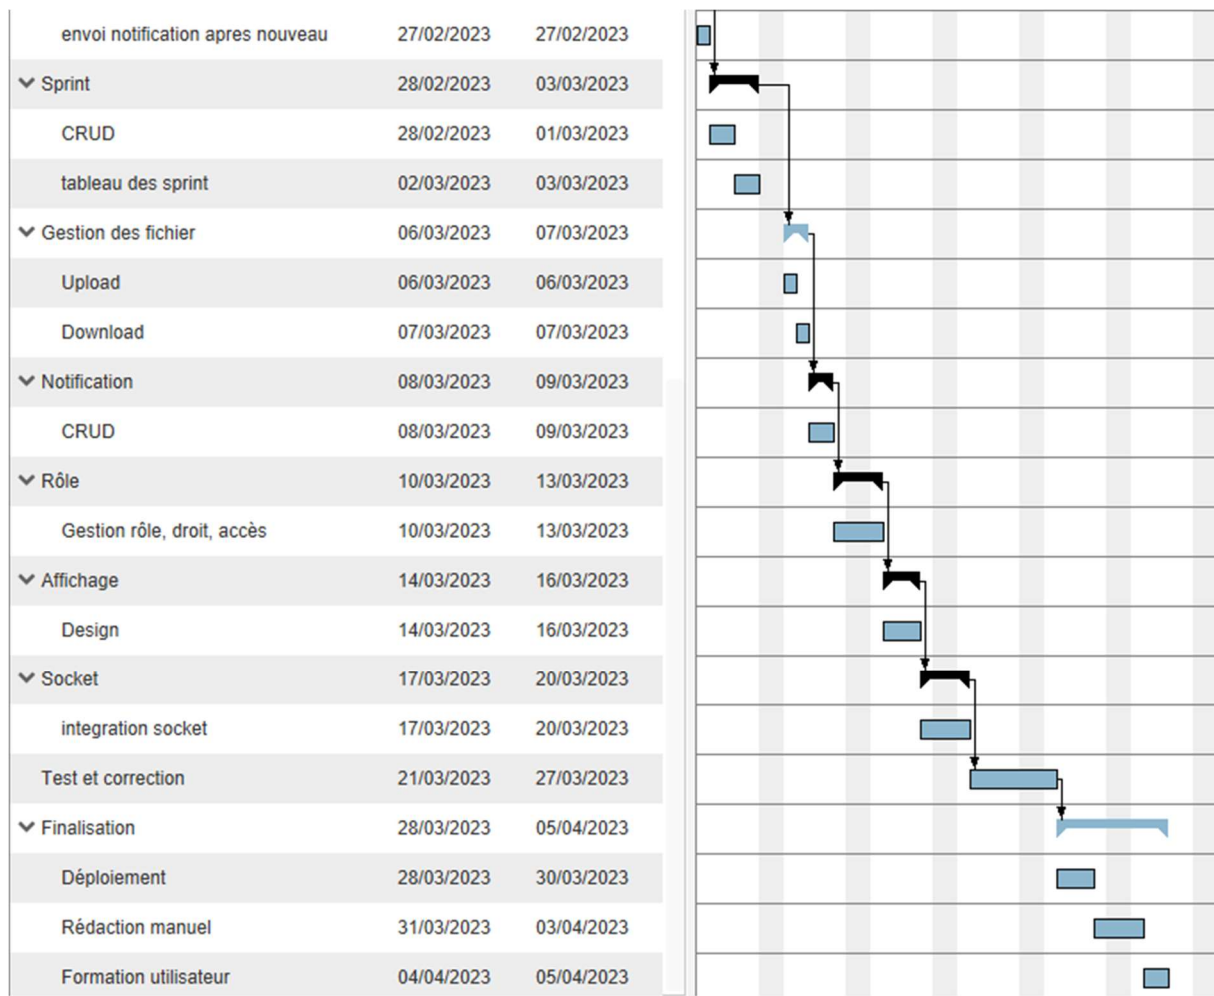 envoi notification apres nouveau 27/02/2023 27/02/2023
Sprint 28/02/2023 03/03/2023
CRUD 28/02/2023 01/03/2023
tableau des sprint 02/03/2023 03/03/2023
Gestion des fichier 06/03/2023 07/03/2023
Upload 06/03/2023 06/03/2023
Download 07/03/2023 07/03/2023
Notification 08/03/2023 09/03/2023
CRUD 08/03/2023 09/03/2023
Rôle 10/03/2023 13/03/2023
Gestion rôle, droit, accès 10/03/2023 13/03/2023
Affichage 14/03/2023 16/03/2023
Design 14/03/2023 16/03/2023
Socket 17/03/2023 20/03/2023
integration socket 17/03/2023 20/03/2023
Test et correction 21/03/2023 27/03/2023
Finalisation 28/03/2023 05/04/2023
Déploiement 28/03/2023 30/03/2023
Rédaction manuel 31/03/2023 03/04/2023
Formation utilisateur 04/04/2023 05/04/2023